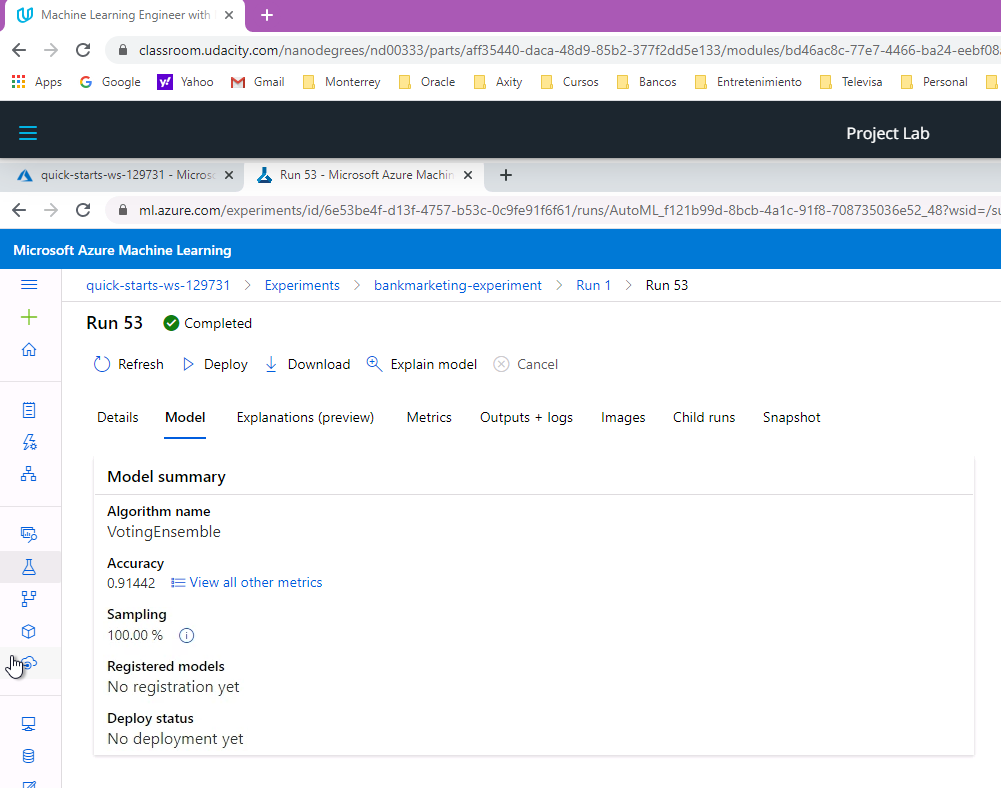 Machine Learning Engineer with
classroom.udacity.com/nanodegrees/nd00333/parts/aff35440-daca-48d9-85b2-377f2dd5e133/modules/bd46ac8c-77e7-4466-ba24-eebf08
Apps Google Yahoo Gmail Monterrey Oracle Axity Cursos Bancos Entretenimiento Televisa Personal
Project Lab
quick-starts-ws-129731 - Micros Run 53 - Microsoft Azure Machin
ml.azure.com/experiments/id/6e53be4f-d13f-4757-b53c-0c9fe91f6f61/runs/AutoML_f121b99d-8bcb-4a1c-91f8-708735036e52_48?wsid=/su
Microsoft Azure Machine Learning
quick-starts-ws-129731 > Experiments > bankmarketing-experiment > Run 1 > Run 53
Run 53 Completed
Refresh Deploy Download Explain model Cancel
Details Model Explanations (preview) Metrics Outputs + logs Images Child runs Snapshot
Model summary
Algorithm name
VotingEnsemble
Accuracy
0.91442 View all other metrics
Sampling
100.00 %
Registered models
No registration yet
Deploy status
No deployment yet